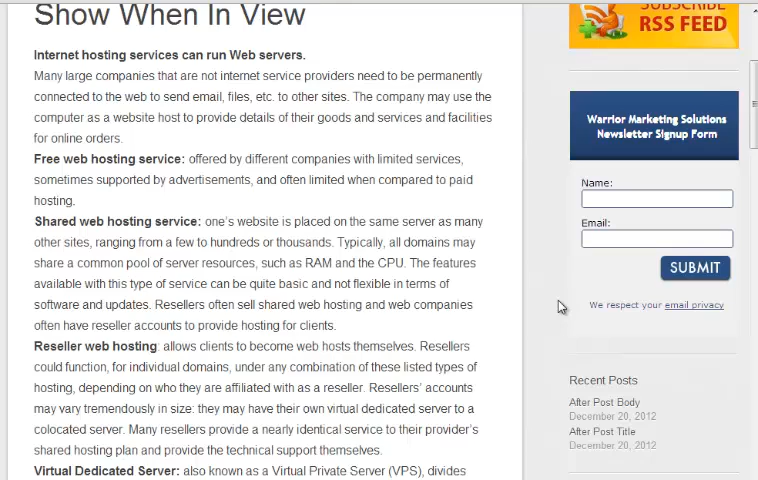 Show When In View
Internet hosting services can run Web servers.
Many large companies that are not internet service providers need to be permanently
connected to the web to send email, files, etc. to other sites. The company may use the
computer as a website host to provide details of their goods and services and facilities
for online orders.
Free web hosting service: offered by different companies with limited services,
sometimes supported by advertisements, and often limited when compared to paid
hosting.
Shared web hosting service: one's website is placed on the same server as many
other sites, ranging from a few to hundreds or thousands. Typically, all domains may
share a common pool of server resources, such as RAM and the CPU. The features
available with this type of service can be quite basic and not flexible in terms of
software and updates. Resellers often sell shared web hosting and web companies
often have reseller accounts to provide hosting for clients.
Reseller web hosting: allows clients to become web hosts themselves. Resellers
could function, for individual domains, under any combination of these listed types of
hosting, depending on who they are affiliated with as a reseller. Resellers' accounts
may vary tremendously in size: they may have their own virtual dedicated server to a
colocated server. Many resellers provide a nearly identical service to their provider's
shared hosting plan and provide the technical support themselves.
Virtual Dedicated Server: also known as a Virtual Private Server (VPS), divides
SUBSCRIBE
RSS FEED
Warrior Marketing Solutions
Newsletter Signup Form
Name:
Email:
SUBMIT
We respect your email privacy
Recent Posts
After Post Body
December 20, 2012
After Post Title
December 20, 2012